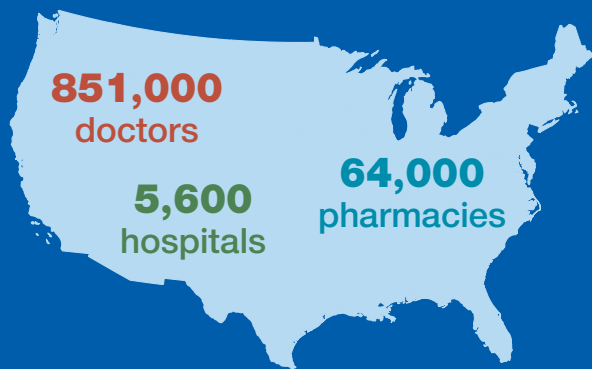 851,000
doctors
5,600
hospitals
64,000
pharmacies